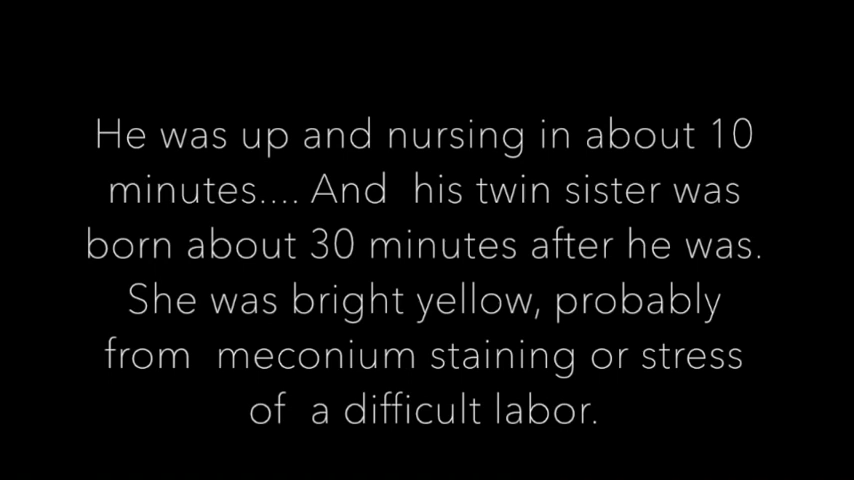 He was up and nursing in about 10
minutes.... And  his twin sister was
born about 30 minutes after he was.
She was bright yellow, probably
from  meconium staining or stress
of  a difficult labor.